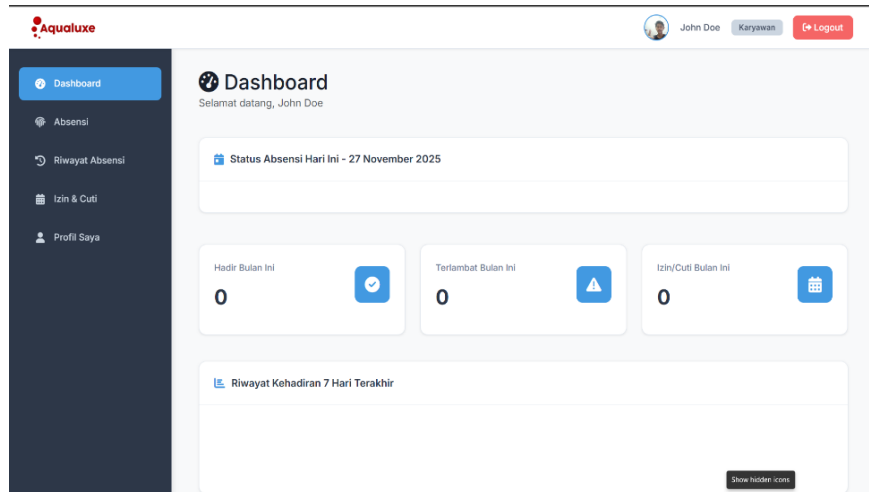 Aqualuxe
John Doe Karyawan Logout
Dashboard
Absensi
Riwayat Absensi
Izin & Cuti
Profil Saya
Dashboard
Selamat datang, John Doe
Status Absensi Hari Ini - 27 November 2025
Hadir Bulan Ini
0
Terlambat Bulan Ini
0
Izin/Cuti Bulan Ini
0
Riwayat Kehadiran 7 Hari Terakhir
Show hidden icons